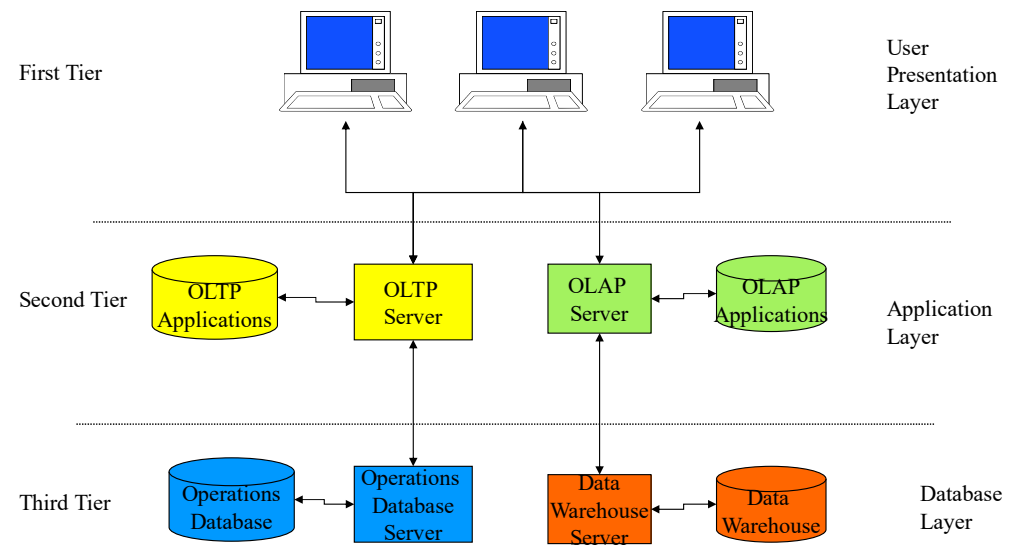 First Tier
User
Presentation
Layer
Second Tier
OLTP
Applications
OLTP
Server
OLAP
Server
OLAP
Applications
Application
Layer
Third Tier
Operations
Database
Operations
Database
Server
Data
Warehouse
Server
Data
Warehouse
Database
Layer